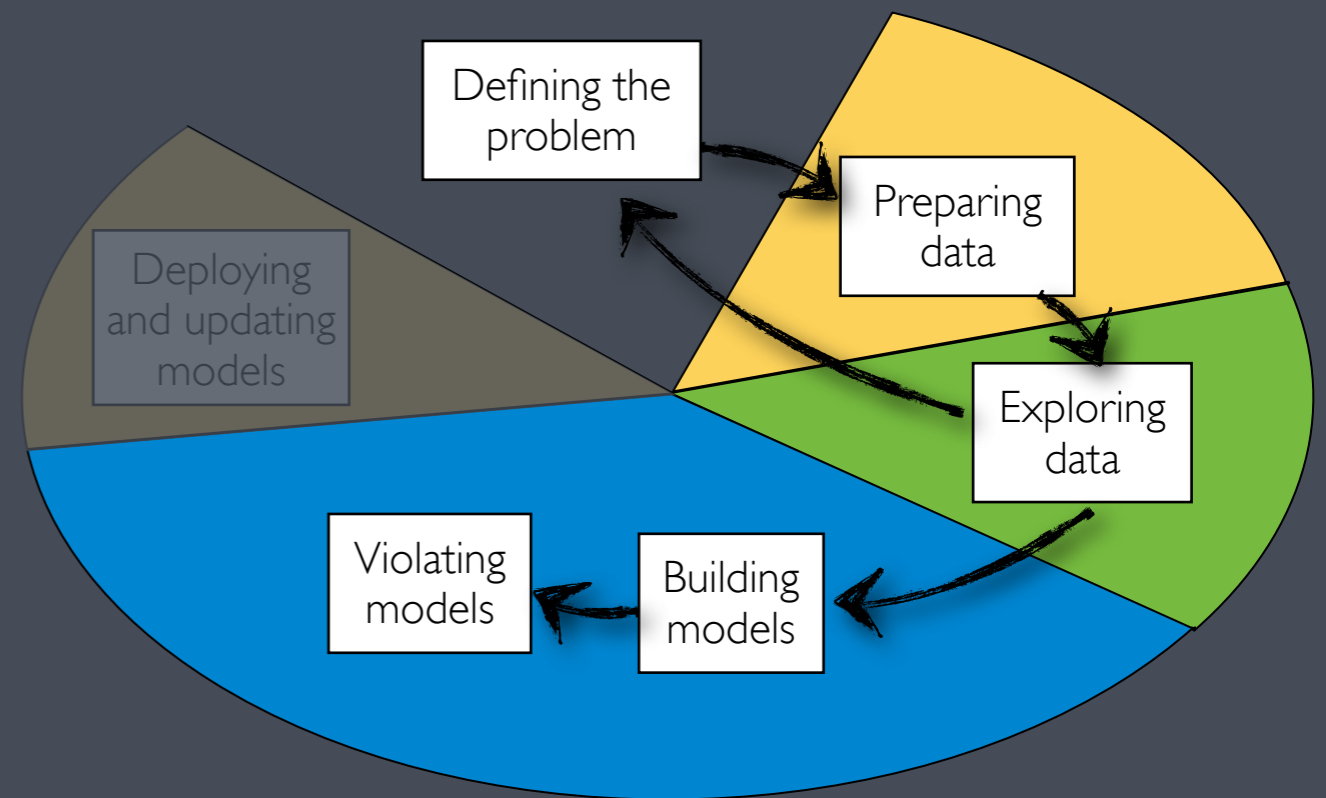 Defining the
problem
Preparing
data
Exploring
data
Building
models
Violating
models
Deploying
and updating
models